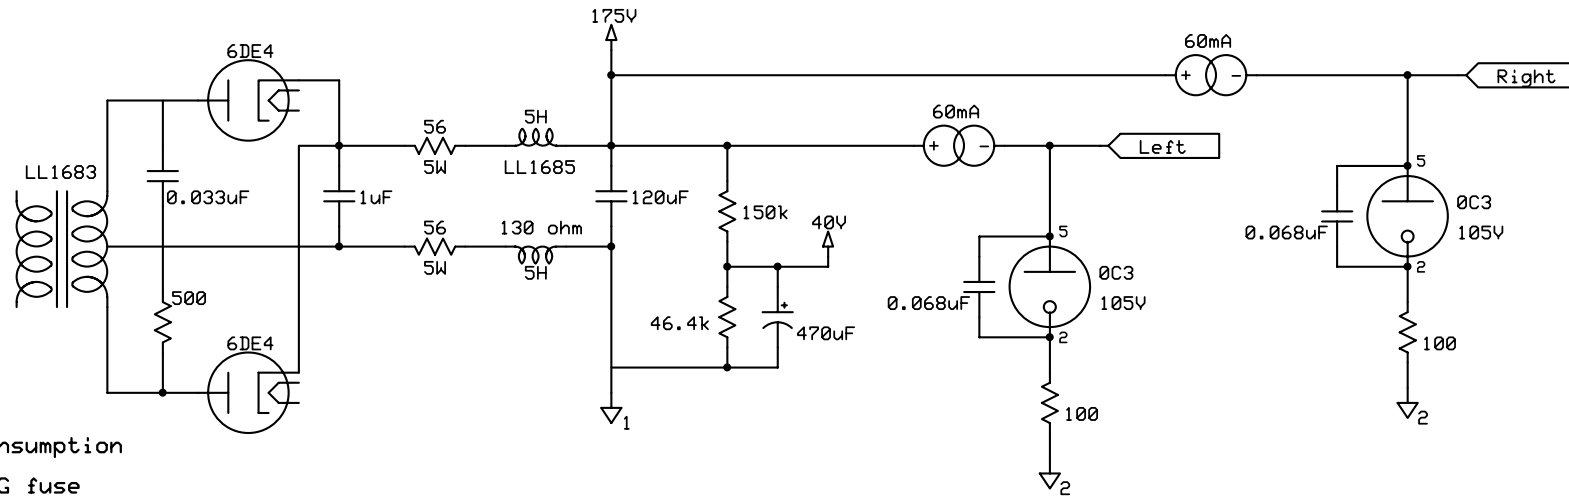 175V
6DE4
60mA
Right
60mA
56
5H
5W
LL1685
Left
LL1683
5
0.033uF
1uF
120uF
150k
0C3
56
130 ohm
40V
0.068uF
105V
5W
5H
5
2
0C3
500
46.4k
+
470uF
0.068uF
105V
6DE4
2
100
100
1
2
nsumption
G fuse
2